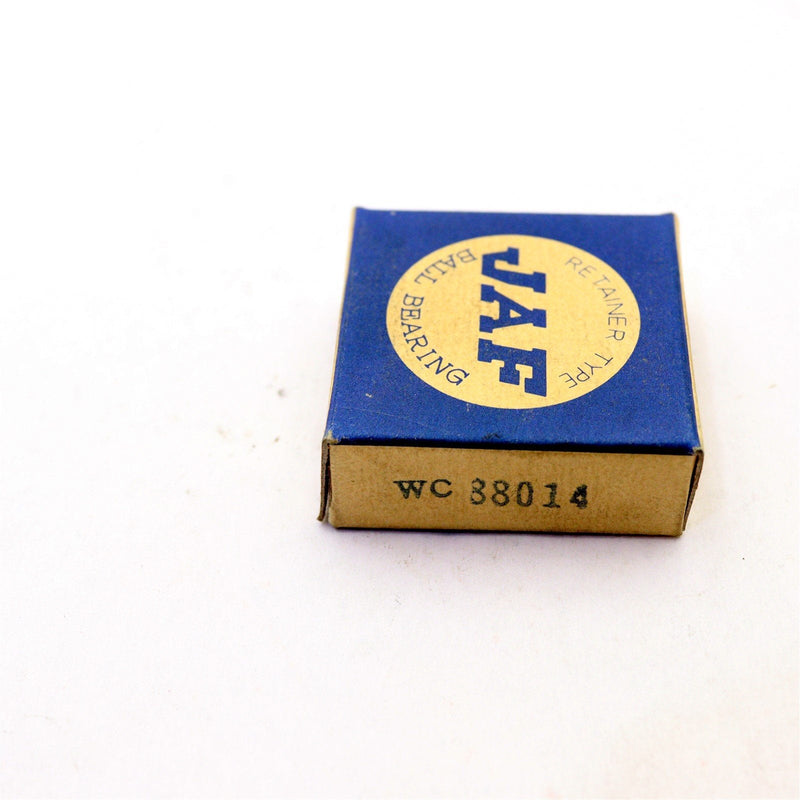 RETAINER TYPE
JAF
BALL BEARING
WC 88014